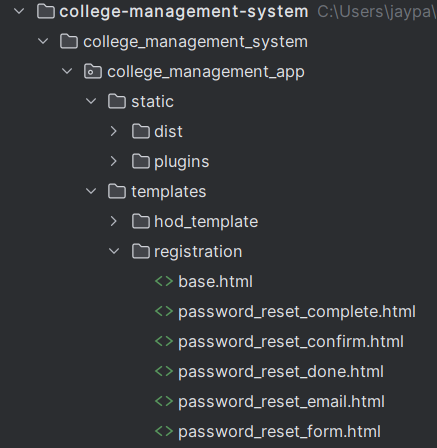 college-management-system C:\Users\jaypa
college_management_system
college_management_app
static
dist
plugins
templates
hod_template
registration
<> base.html
<> password_reset_complete.html
<> password_reset_confirm.html
<> password_reset_done.html
<> password_reset_email.html
<> password_reset_form.html